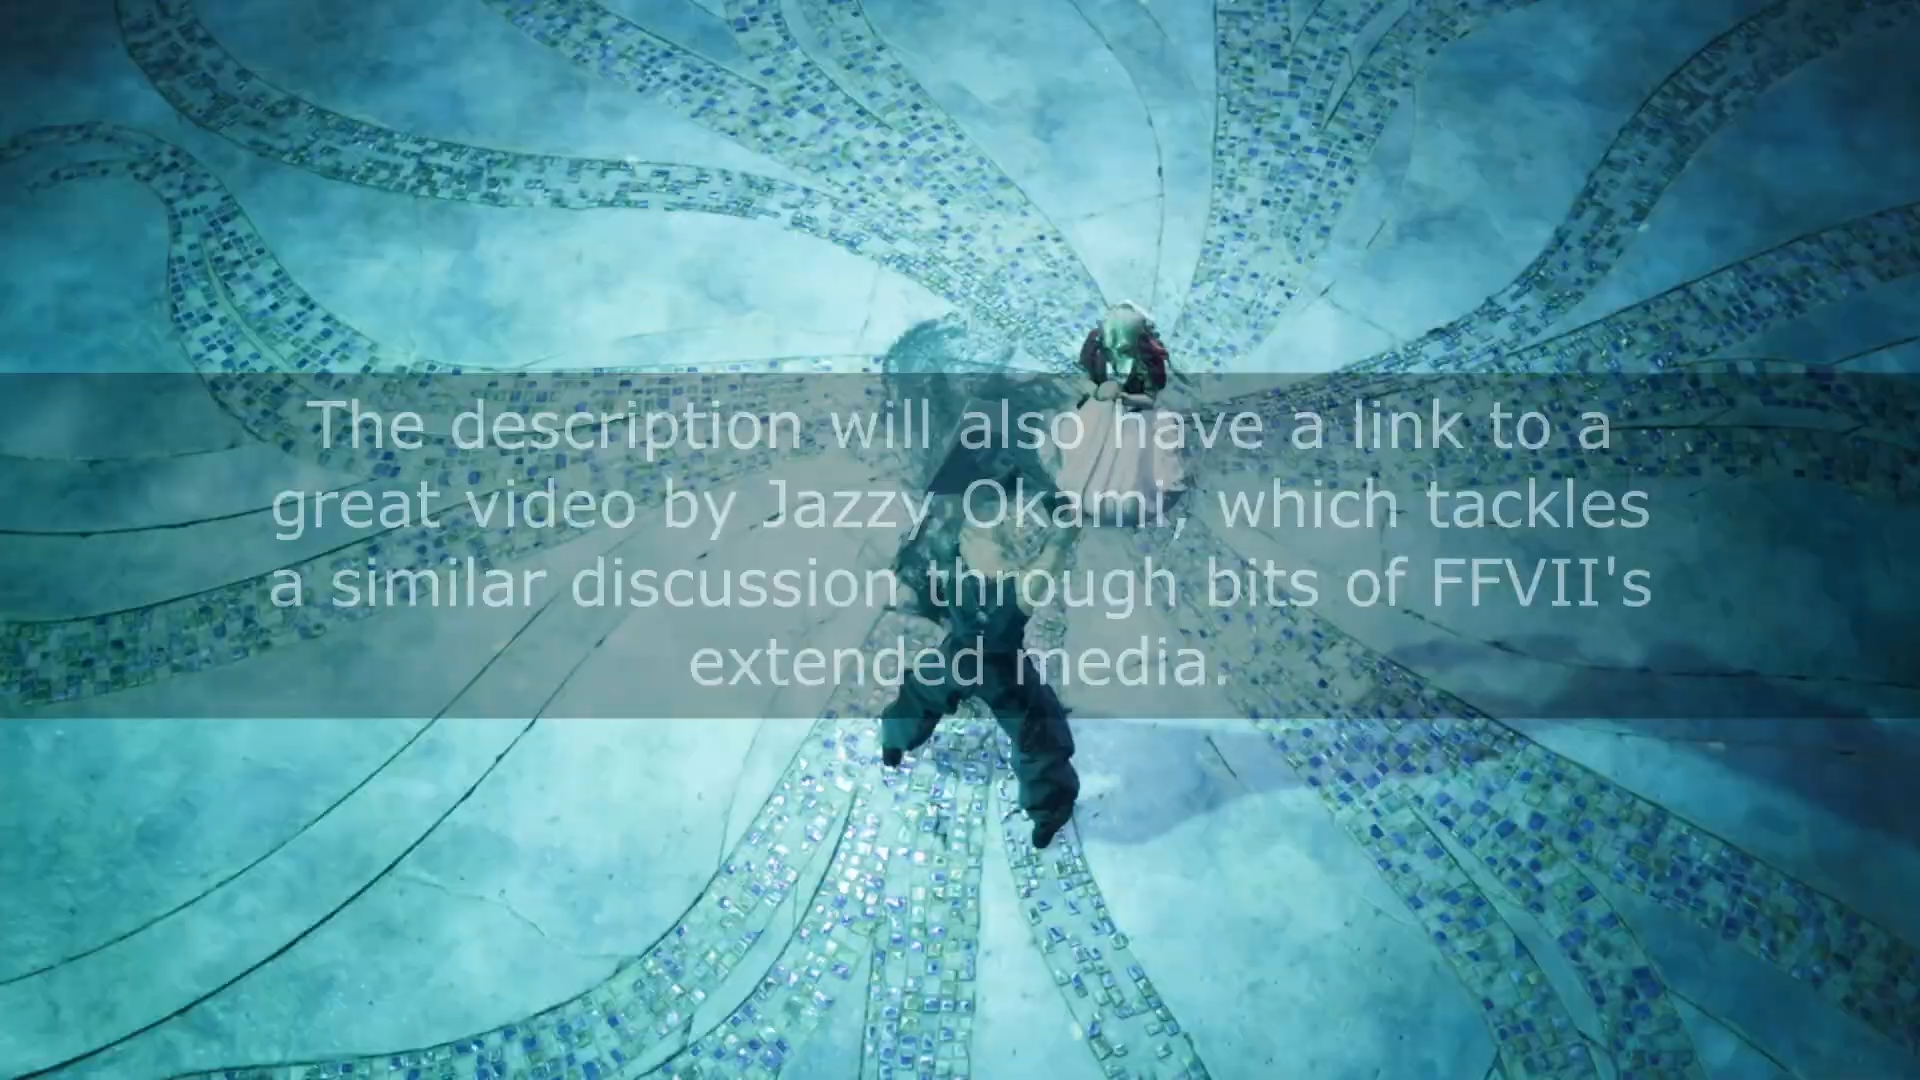 The description will also have a link to a
great video by Jazzy Okami, which tackles
a similar discussion through bits of FFVII's
extended media.